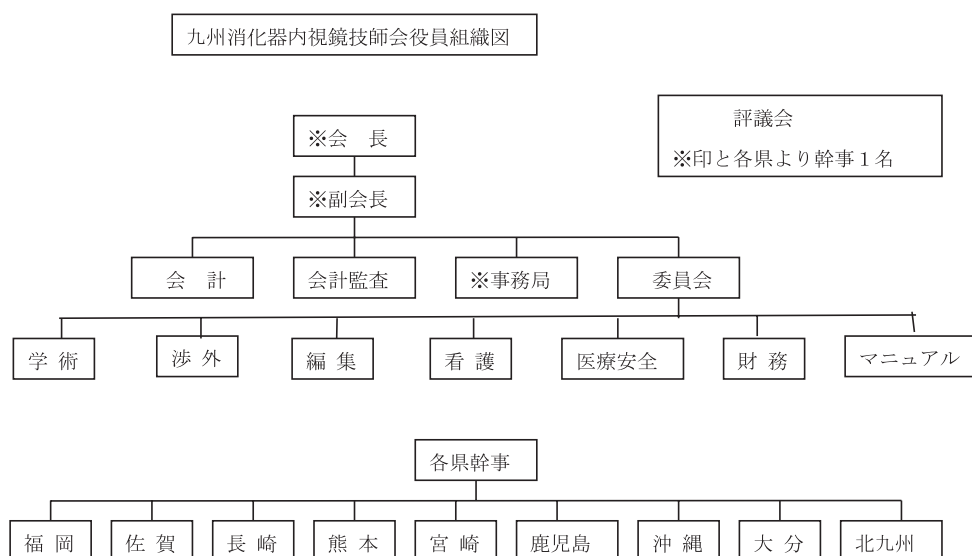 九州消化器内視鏡技師会役員組織図
評議会
※印と各県より幹事１名
※会　長
※副会長
会　計
会計監査
※事務局
委員会
学 術
渉 外
編 集
看 護
医療安全
財 務
マニュアル
各県幹事
福 岡
佐 賀
長 崎
熊 本
宮 崎
鹿児島
沖 縄
大 分
北九州